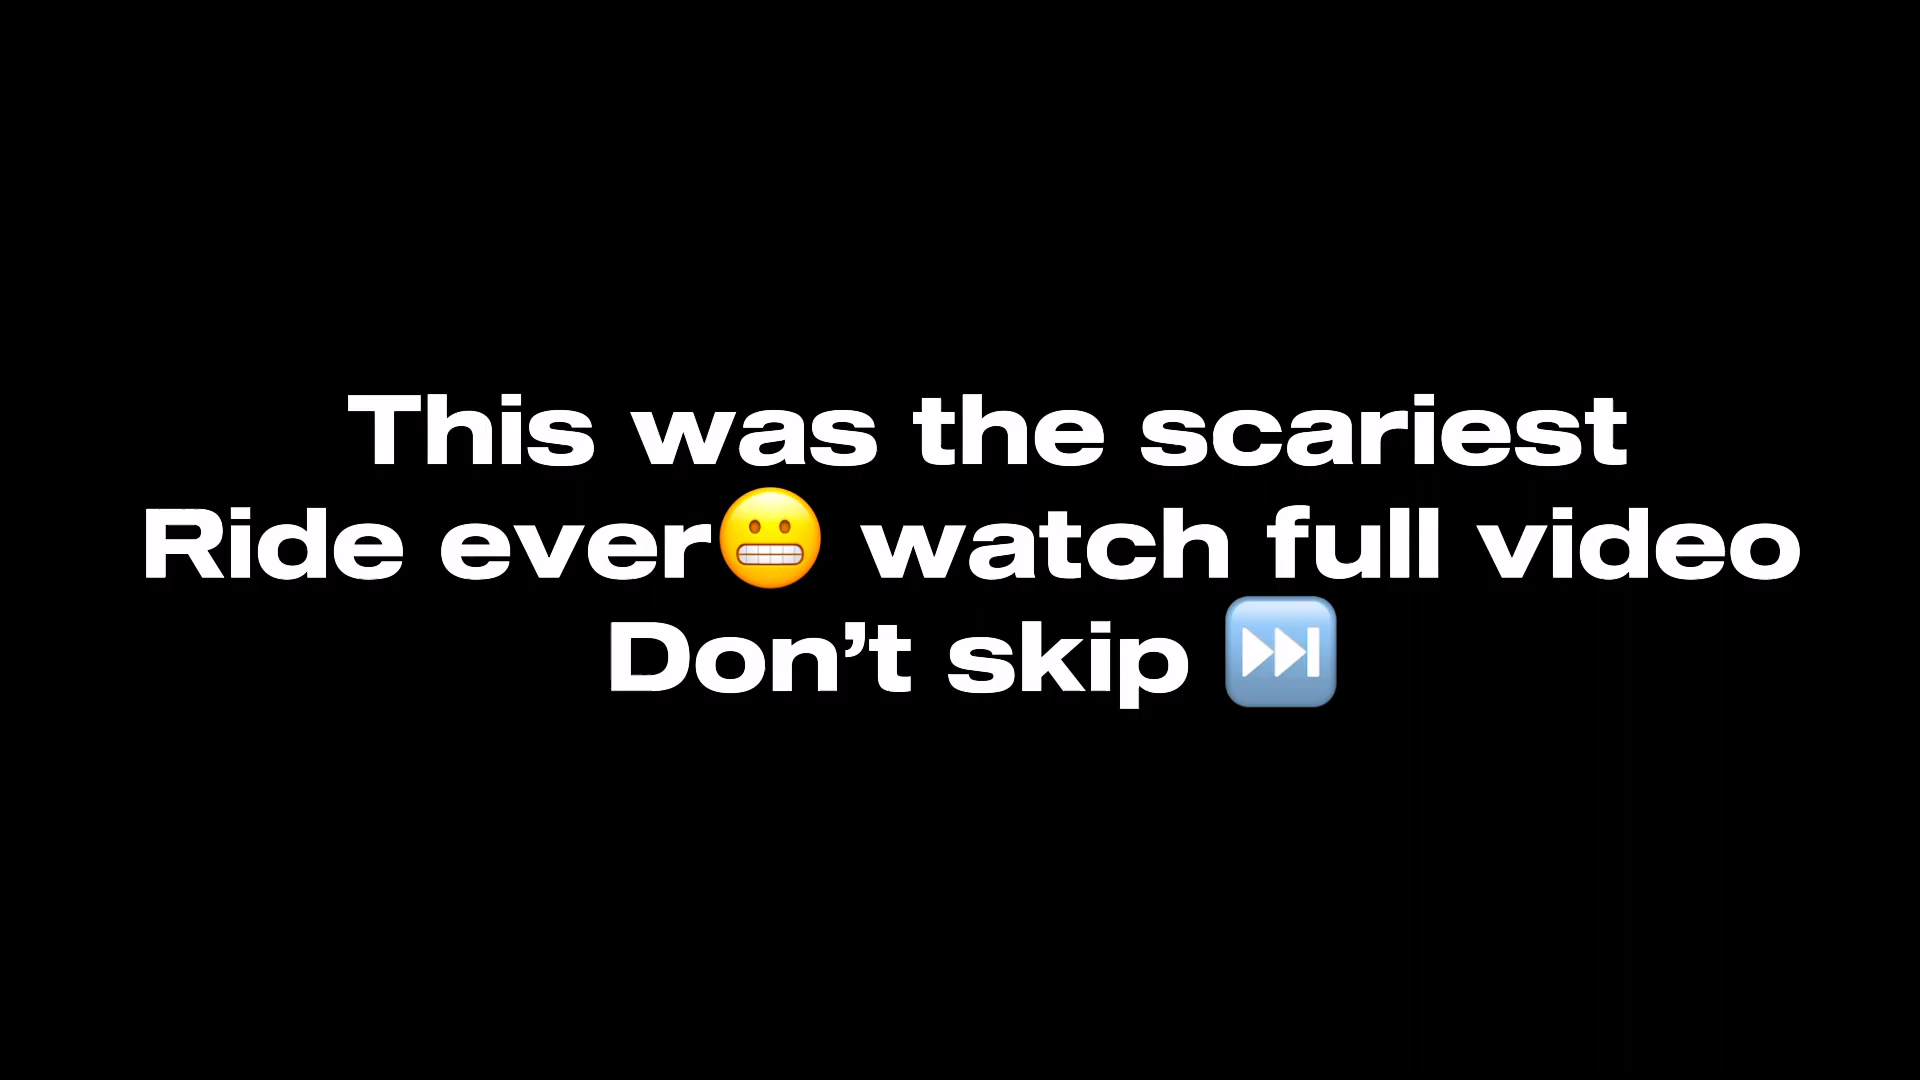 This was the scariest
Ride ever😬 watch full video
Don’t skip ⏭️